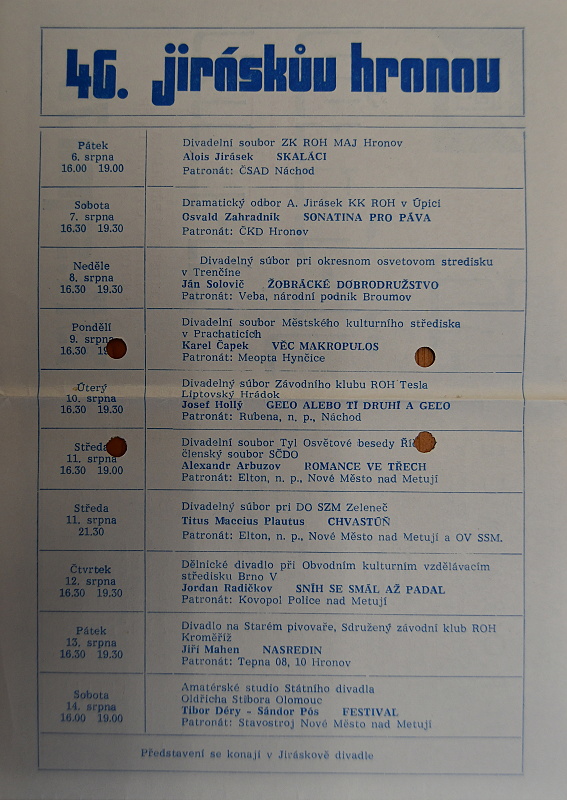 46. jiráskův hronov
Pátek
6. srpna
16.00 19.00
Divadelní soubor ZK ROH MAJ Hronov
Alois Jirásek SKALÁCI
Patronát: ČSAD Náchod
Sobota
7. srpna
16.30 19.30
Dramatický odbor A. Jirásek KK ROH v Úpici
Osvald Zahradník SONATINA PRO PÁVA
Patronát: ČKD Hronov
Neděle
8. srpna
16.30 19.30
Divadelný súbor pri okresnom osvetovom stredisku
v Trenčíne
Ján Solovič ŽOBRÁCKÉ DOBRODRUŽSTVO
Patronát: Veba, národní podnik Broumov
Pondělí
9. srpna
16.30
Divadelní soubor Městského kulturního střediska
v Prachaticích
Karel Čapek VĚC MAKROPULOS
Patronát: Meopta Hynčice
Úterý
10. srpna
16.30 19.30
Divadelný súbor Závodního klubu ROH Tesla
Liptovský Hrádok
Josef Hollý GEĽO ALEBO TÍ DRUHÍ A GEĽO
Patronát: Rubena, n. p., Náchod
Středa
11. srpna
16.30 19.00
Divadelní soubor Tyl Osvětové besedy
členský soubor SČDO
Alexandr Arbuzov ROMANCE VE TŘECH
Patronát: Elton, n. p., Nové Město nad Metují
Středa
11. srpna
21.30
Divadelný súbor pri DO SZM Zeleneč
Titus Maccius Plautus CHVASTÚŇ
Patronát: Elton, n. p., Nové Město nad Metují a OV SSM.
Čtvrtek
12. srpna
16.30 19.30
Dělnické divadlo při Obvodním kulturním vzdělávacím
středisku Brno V
Jordan Radičkov SNÍH SE SMÁL AŽ PADAL
Patronát: Kovopol Police nad Metují
Pátek
13. srpna
16.30 19.30
Divadlo na Starém pivovaře, Sdružený závodní klub ROH
Kroměříž
Jiří Mahen NASREDIN
Patronát: Tepna 08, 10 Hronov
Sobota
14. srpna
16.00 19.00
Amatérské studio Státního divadla
Oldřicha Stibora Olomouc
Tibor Déry – Sándor Pós FESTIVAL
Patronát: Stavostroj Nové Město nad Metují
Představení se konají v Jiráskově divadle